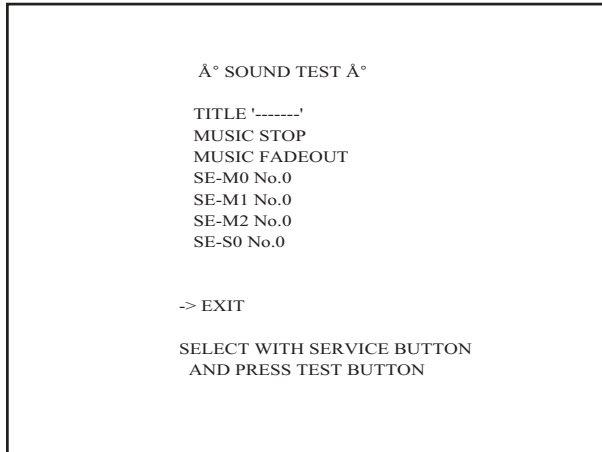 Å° SOUND TEST Å°
TITLE '-------'
MUSIC STOP
MUSIC FADEOUT
SE-M0 No.0
SE-M1 No.0
SE-M2 No.0
SE-S0 No.0
-> EXIT
SELECT WITH SERVICE BUTTON
AND PRESS TEST BUTTON